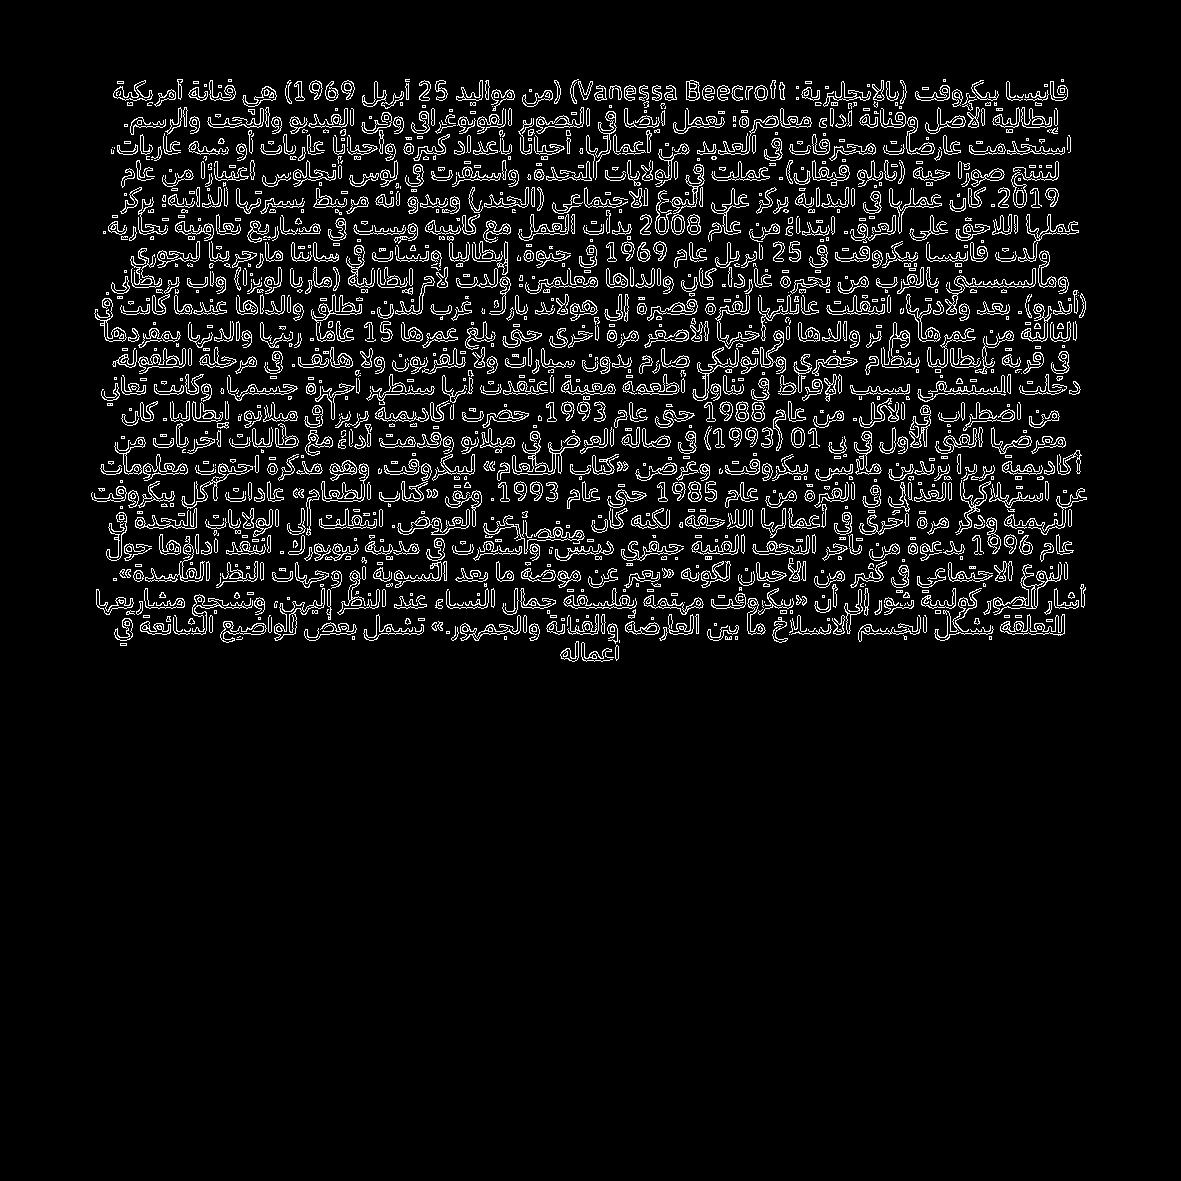 فانيسا بيكروفت (بالإنجليزية: Vanessa Beecroft) (من مواليد 25 أبريل 1969) هي فنانة أمريكية
إيطالية الأصل وفنانة أداء معاصرة؛ تعمل أيضًا في التصوير الفوتوغرافي وفن الفيديو والنحت والرسم.
استخدمت عارضات محترفات في العديد من أعمالها، أحيانًا بأعداد كبيرة وأحيانًا عاريات أو شبه عاريات،
لتنتج صورًا حية (تابلو فيفان). عملت في الولايات المتحدة، واستقرت في لوس أنجلوس اعتبارًا من عام
2019. كان عملها في البداية يركز على النوع الاجتماعي (الجندر) ويبدو أنه مرتبط بسيرتها الذاتية؛ يركز
عملها اللاحق على العرق. ابتداءً من عام 2008 بدأت العمل مع كانييه ويست في مشاريع تعاونية تجارية.
ولدت فانيسا بيكروفت في 25 أبريل عام 1969 في جنوة، إيطاليا ونشأت في سانتا مارجريتا ليجوري
ومالسيسيني بالقرب من بحيرة غاردا. كان والداها معلمين؛ وُلدت لأم إيطالية (ماريا لويزا) وأب بريطاني
(أندرو). بعد ولادتها، انتقلت عائلتها لفترة قصيرة إلى هولاند بارك، غرب لندن. تطلق والداها عندما كانت في
الثالثة من عمرها ولم تر والدها أو أخيها الأصغر مرة أخرى حتى بلغ عمرها 15 عامًا. ربتها والدتها بمفردها
في قرية بإيطاليا بنظام خضري وكاثوليكي صارم بدون سيارات ولا تلفزيون ولا هاتف. في مرحلة الطفولة،
دخلت المستشفى بسبب الإفراط في تناول أطعمة معينة اعتقدت أنها ستطهر أجهزة جسمها، وكانت تعاني
من اضطراب في الأكل. من عام 1988 حتى عام 1993، حضرت أكاديمية بريرا في ميلانو، إيطاليا. كان
معرضها الفني الأول في بي 01 (1993) في صالة العرض في ميلانو وقدمت أداءً مع طالبات أخريات من
أكاديمية بريرا يرتدين ملابس بيكروفت، وعرضن «كتاب الطعام» لبيكروفت، وهو مذكرة احتوت معلومات
عن استهلاكها الغذائي في الفترة من عام 1985 حتى عام 1993. وثق «كتاب الطعام» عادات أكل بيكروفت
النهمية وذُكر مرة أخرى في أعمالها اللاحقة، لكنه كان منفصلًا عن العروض. انتقلت إلى الولايات المتحدة في
عام 1996 بدعوة من تاجر التحف الفنية جيفري ديتش، واستقرت في مدينة نيويورك. انتُقد أداؤها حول
النوع الاجتماعي في كثير من الأحيان لكونه «يعبر عن موضة ما بعد النسوية أو وجهات النظر الفاسدة».
أشار المصور كولييه شور إلى أن «بيكروفت مهتمة بفلسفة جمال النساء عند النظر إليهن، وتشجع مشاريعها
المتعلقة بشكل الجسم الانسلاخ ما بين العارضة والفنانة والجمهور.» تشمل بعض المواضيع الشائعة في
أعماله